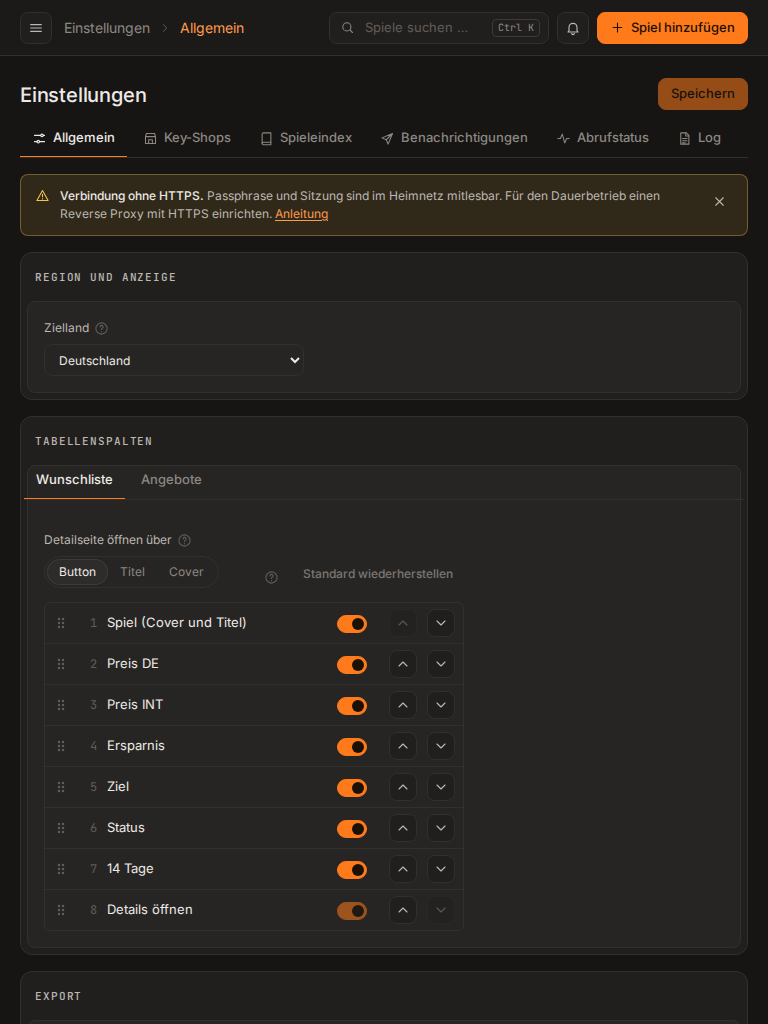 Einstellungen > Allgemein
Spiele suchen ...
Ctrl K
Spiel hinzufügen
Einstellungen
Speichern
Allgemein
Key-Shops
Spieleindex
Benachrichtigungen
Abrufstatus
Log
Verbindung ohne HTTPS. Passphrase und Sitzung sind im Heimnetz mitlesbar. Für den Dauerbetrieb einen
Reverse Proxy mit HTTPS einrichten. Anleitung
REGION UND ANZEIGE
Zielland
Deutschland
TABELLENSPALTEN
Wunschliste
Angebote
Detailseite öffnen über
Button
Titel
Cover
Standard wiederherstellen
1 Spiel (Cover und Titel)
2 Preis DE
3 Preis INT
4 Ersparnis
5 Ziel
6 Status
7 14 Tage
8 Details öffnen
EXPORT